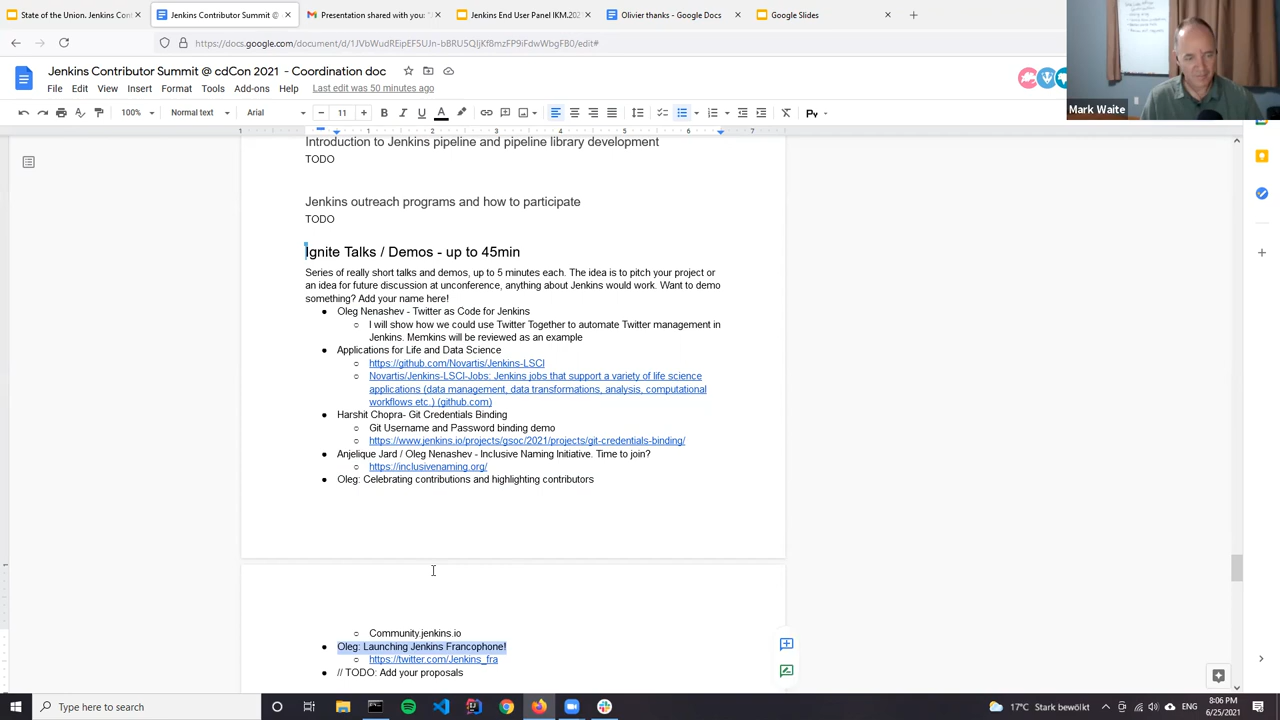 State of the Union. Jenkins Cont
Jenkins Contributor Summit @
Presentation shared with you
Jenkins End User Panel IKM.202
Olivier thanks - Google Docs
Google Slides
https://docs.google.com/document/d/1JVbWudREipEF5UJn-bBRU5QIjKf8mzFP9iFdwWbgFB0/edit#
Jenkins Contributor Summit @ cdCon 2021 - Coordination doc
File Edit View Insert Format Tools Add-ons Help Last edit was 50 minutes ago
Mark Waite
100% Normal text Arial 11
1 1 2 3 4 5 6 7
Introduction to Jenkins pipeline and pipeline library development
TODO
Jenkins outreach programs and how to participate
TODO
Ignite Talks / Demos - up to 45min
Series of really short talks and demos, up to 5 minutes each. The idea is to pitch your project or
an idea for future discussion at unconference, anything about Jenkins would work. Want to demo
something? Add your name here!
● Oleg Nenashev - Twitter as Code for Jenkins
○ I will show how we could use Twitter Together to automate Twitter management in
Jenkins. Memkins will be reviewed as an example
● Applications for Life and Data Science
○ https://github.com/Novartis/Jenkins-LSCI
○ Novartis/Jenkins-LSCI-Jobs: Jenkins jobs that support a variety of life science
applications (data management, data transformations, analysis, computational
workflows etc.) (github.com)
● Harshit Chopra- Git Credentials Binding
○ Git Username and Password binding demo
○ https://www.jenkins.io/projects/gsoc/2021/projects/git-credentials-binding/
● Anjelique Jard / Oleg Nenashev - Inclusive Naming Initiative. Time to join?
○ https://inclusivenaming.org/
● Oleg: Celebrating contributions and highlighting contributors
○ Community.jenkins.io
● Oleg: Launching Jenkins Francophone!
○ https://twitter.com/Jenkins_fra
● // TODO: Add your proposals
Type here to search
17°C Stark bewölkt
8:06 PM
6/25/2021